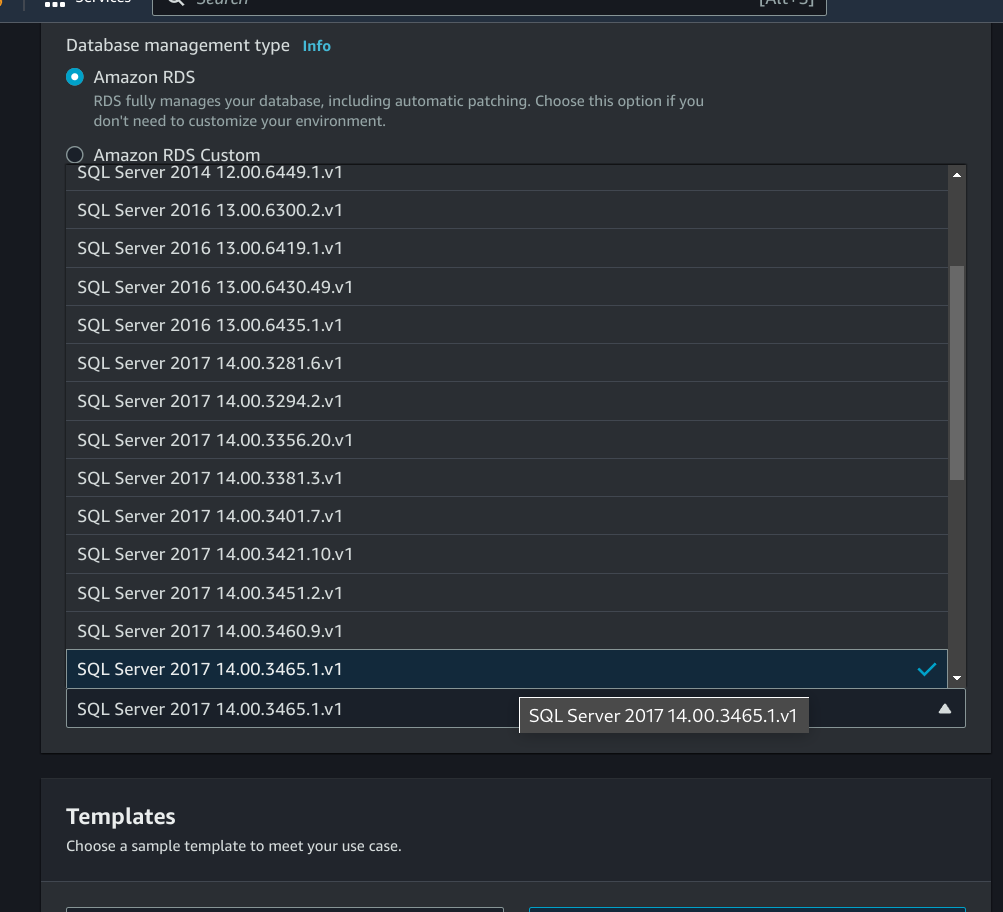 Services
Search
[Alt+S]
Database management type Info
Amazon RDS
RDS fully manages your database, including automatic patching. Choose this option if you
don't need to customize your environment.
Amazon RDS Custom
SQL Server 2014 12.00.6449.1.v1
SQL Server 2016 13.00.6300.2.v1
SQL Server 2016 13.00.6419.1.v1
SQL Server 2016 13.00.6430.49.v1
SQL Server 2016 13.00.6435.1.v1
SQL Server 2017 14.00.3281.6.v1
SQL Server 2017 14.00.3294.2.v1
SQL Server 2017 14.00.3356.20.v1
SQL Server 2017 14.00.3381.3.v1
SQL Server 2017 14.00.3401.7.v1
SQL Server 2017 14.00.3421.10.v1
SQL Server 2017 14.00.3451.2.v1
SQL Server 2017 14.00.3460.9.v1
SQL Server 2017 14.00.3465.1.v1
SQL Server 2017 14.00.3465.1.v1
SQL Server 2017 14.00.3465.1.v1
Templates
Choose a sample template to meet your use case.